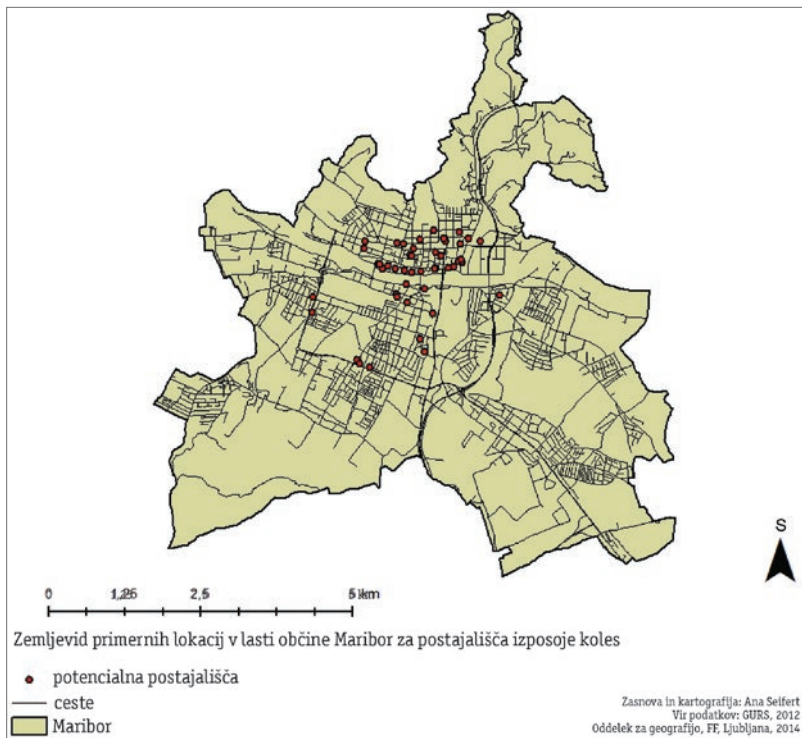 S
0 1,25 2,5 5 km
Zemljevid primernih lokacij v lasti občine Maribor za postajališča izposoje koles
potencialna postajališča
ceste
Maribor
Zasnova in kartografija: Ana Seifert
Vir podatkov: GURS, 2012
Oddelek za geografijo, FF, Ljubljana, 2014